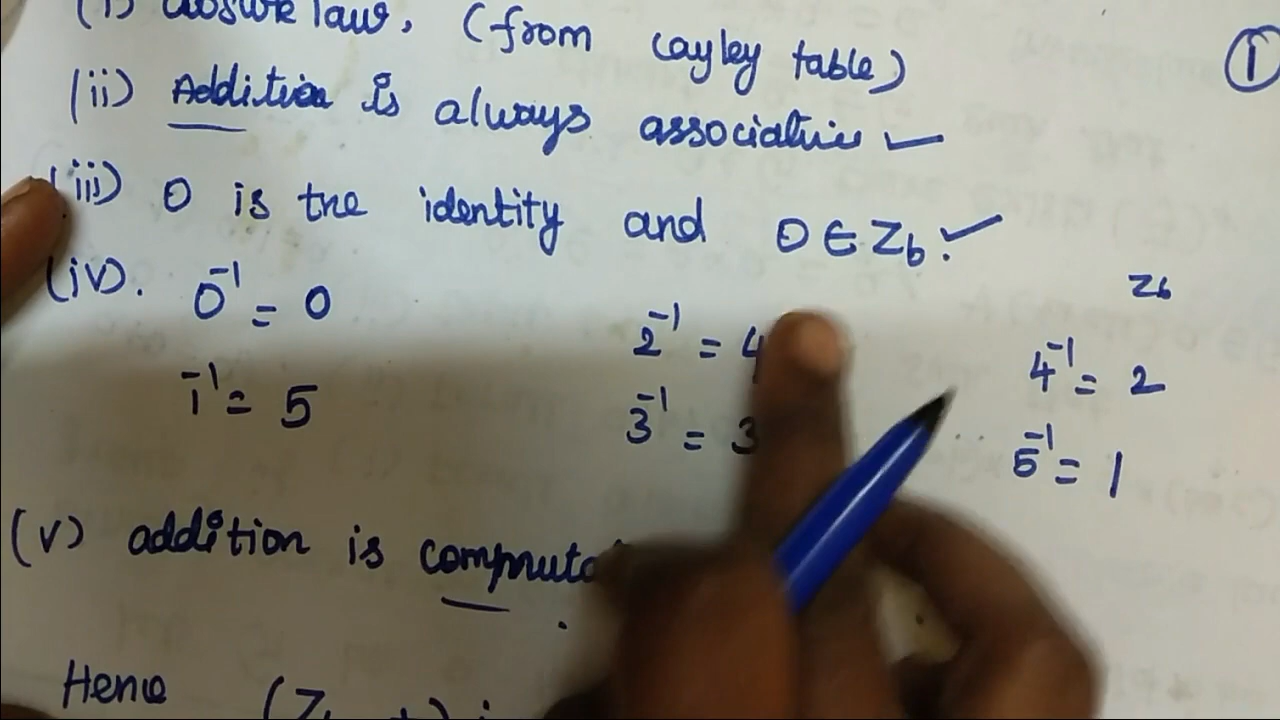 (i) law. (from cayley table)
①
(ii) Addition is always associative ✓
(iii) 0 is the identity and 0 ∈ Z6. ✓
Z6
(iv). 0⁻¹ = 0 2⁻¹ = 4 4⁻¹ = 2
1⁻¹ = 5 3⁻¹ = 3 5⁻¹ = 1
(v) addition is
Hence (Z